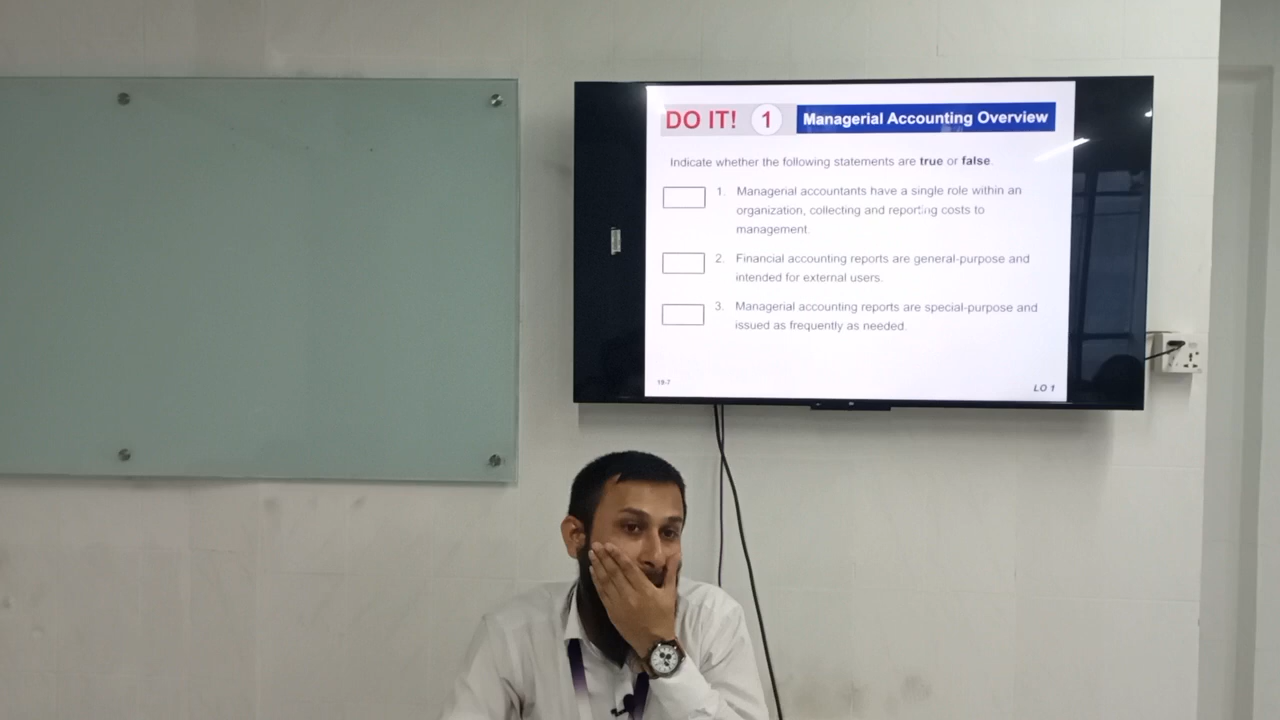 DO IT! 1 Managerial Accounting Overview
Indicate whether the following statements are true or false.
1. Managerial accountants have a single role within an
organization, collecting and reporting costs to
management.
2. Financial accounting reports are general-purpose and
intended for external users.
3. Managerial accounting reports are special-purpose and
issued as frequently as needed.
19-7
LO 1